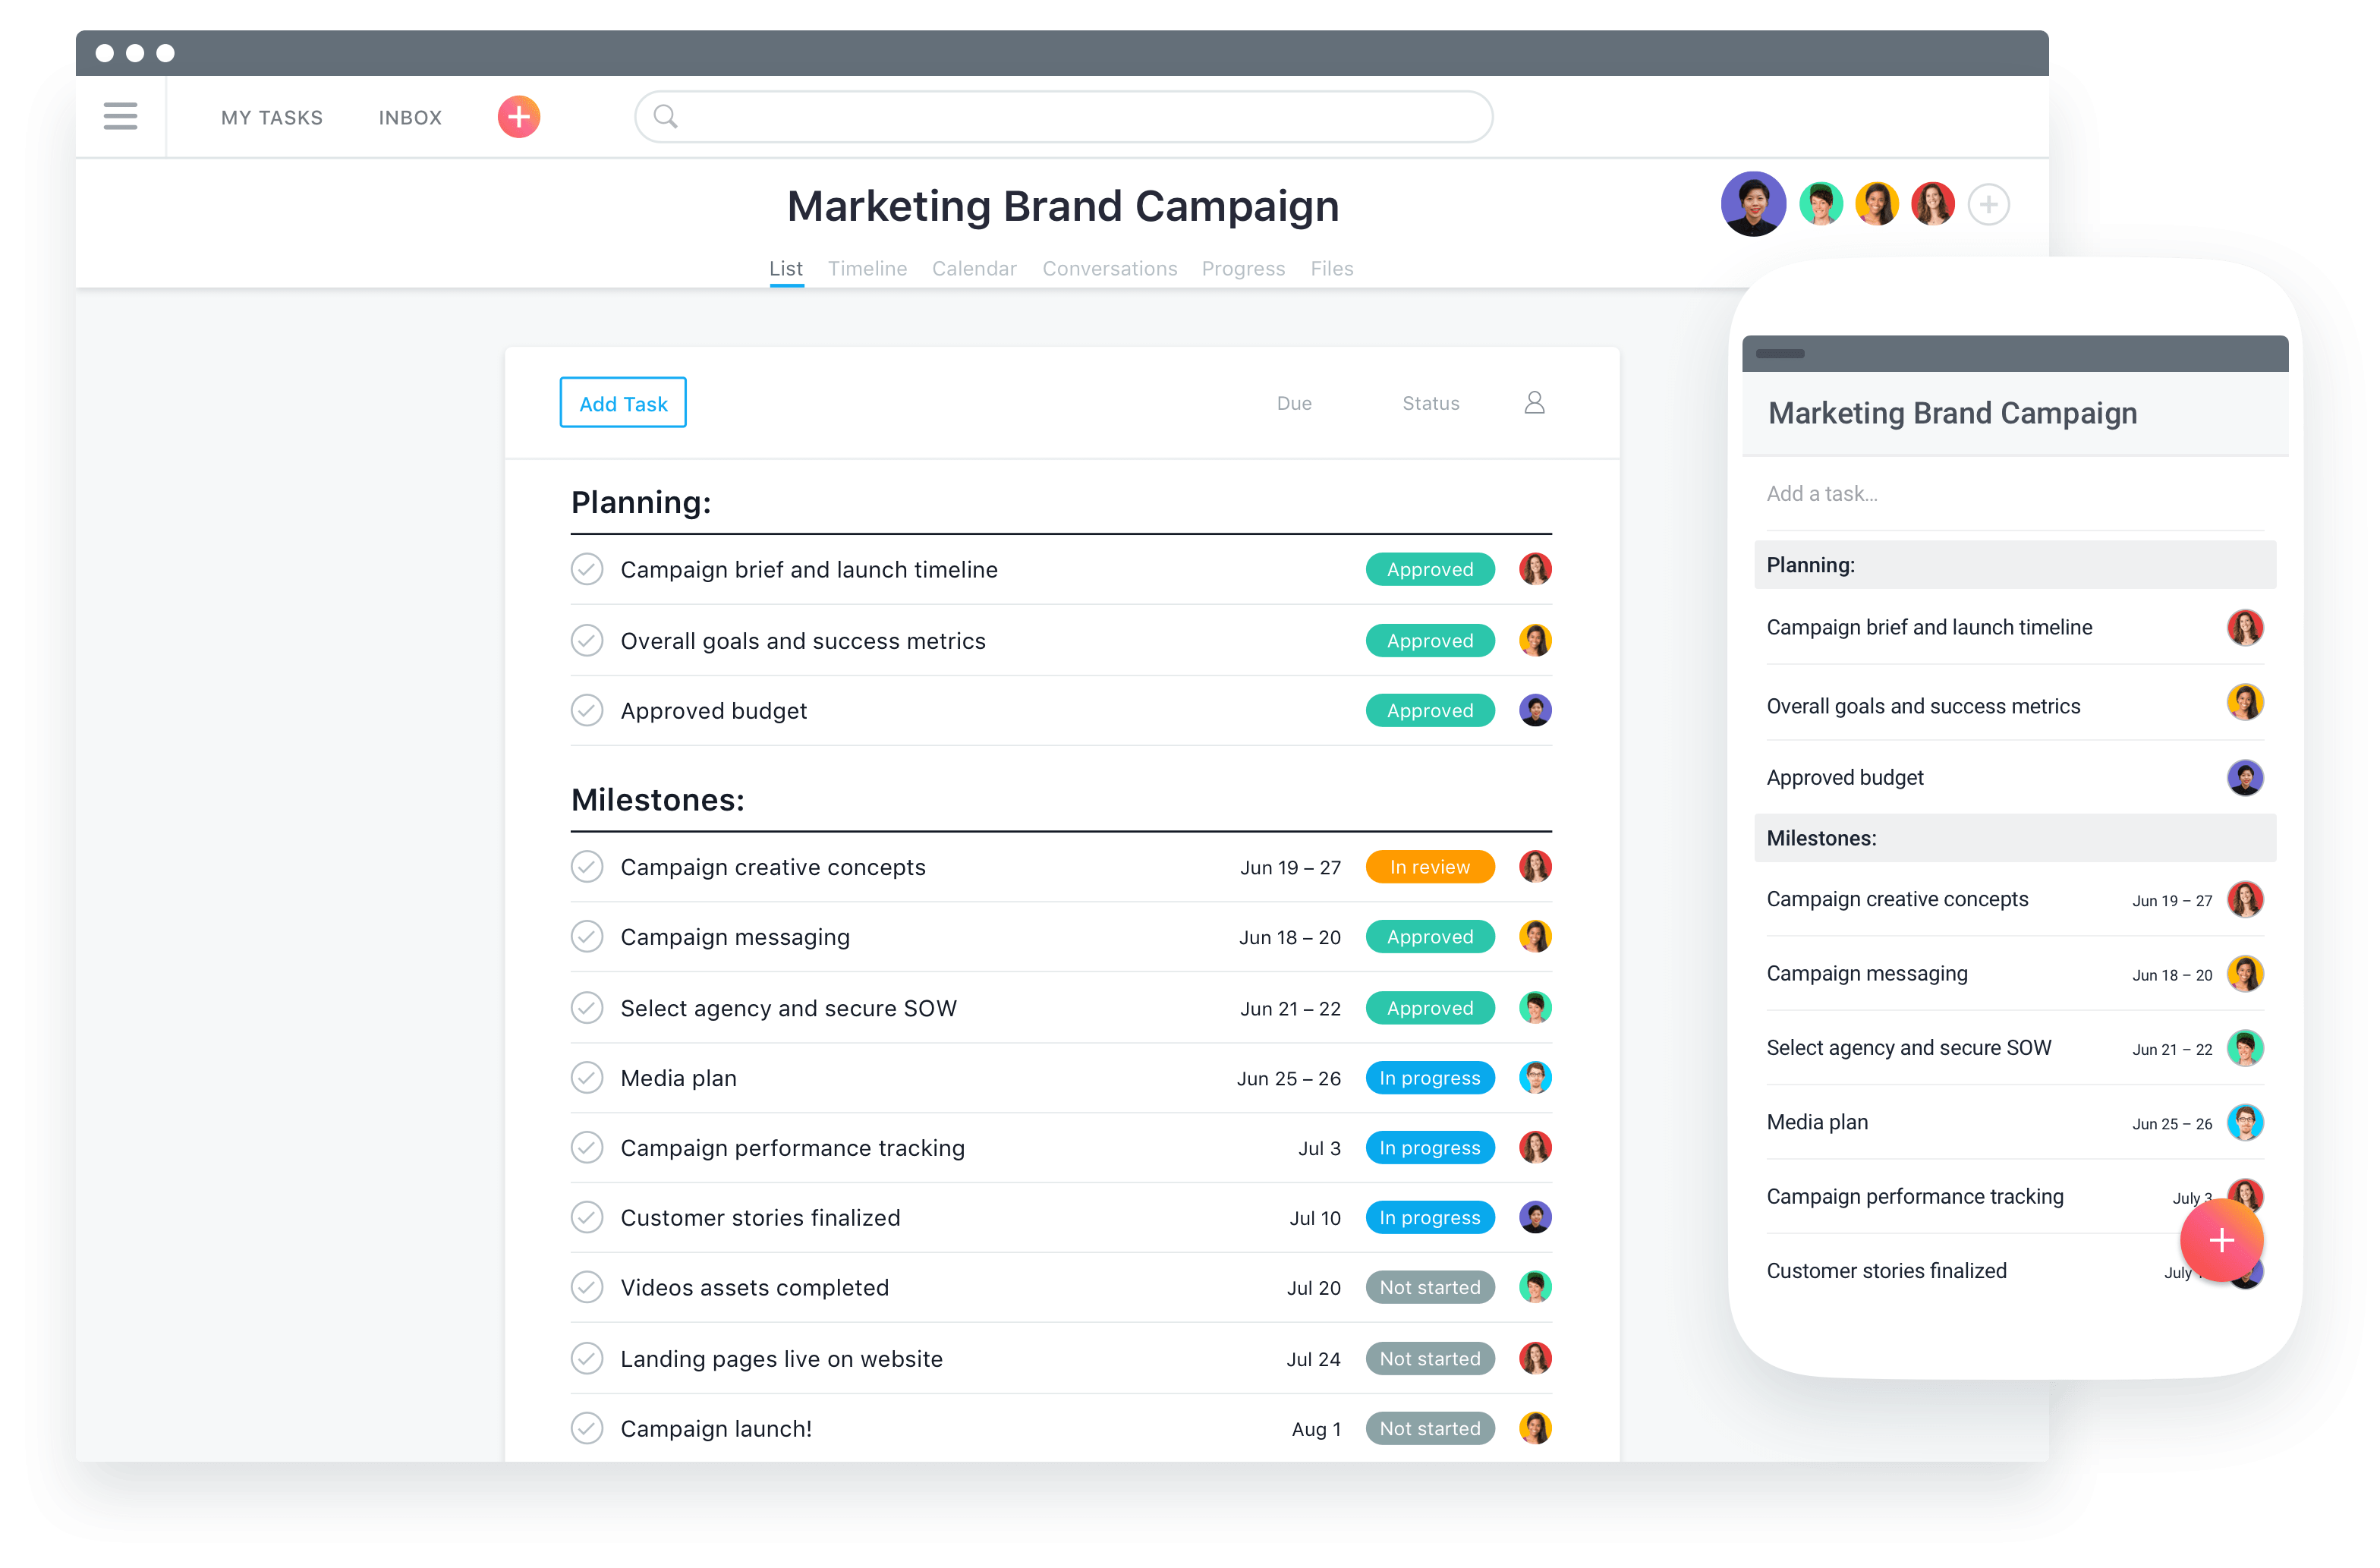 MY TASKS INBOX
Marketing Brand Campaign
List Timeline Calendar Conversations Progress Files
Add Task Due Status
Planning:
Campaign brief and launch timeline Approved
Overall goals and success metrics Approved
Approved budget Approved
Milestones:
Campaign creative concepts Jun 19 – 27 In review
Campaign messaging Jun 18 – 20 Approved
Select agency and secure SOW Jun 21 – 22 Approved
Media plan Jun 25 – 26 In progress
Campaign performance tracking Jul 3 In progress
Customer stories finalized Jul 10 In progress
Videos assets completed Jul 20 Not started
Landing pages live on website Jul 24 Not started
Campaign launch! Aug 1 Not started
Marketing Brand Campaign
Add a task...
Planning:
Campaign brief and launch timeline
Overall goals and success metrics
Approved budget
Milestones:
Campaign creative concepts Jun 19 – 27
Campaign messaging Jun 18 – 20
Select agency and secure SOW Jun 21 – 22
Media plan Jun 25 – 26
Campaign performance tracking July 3
Customer stories finalized July